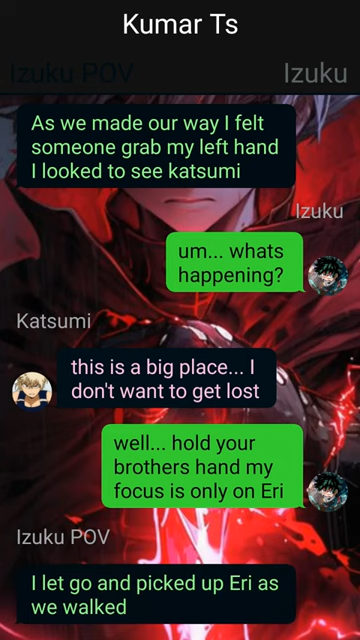 Kumar Ts
Izuku POV
Izuku
As we made our way I felt
someone grab my left hand
I looked to see katsumi
Izuku
um... whats
happening?
Katsumi
this is a big place... I
don't want to get lost
well... hold your
brothers hand my
focus is only on Eri
Izuku POV
I let go and picked up Eri as
we walked